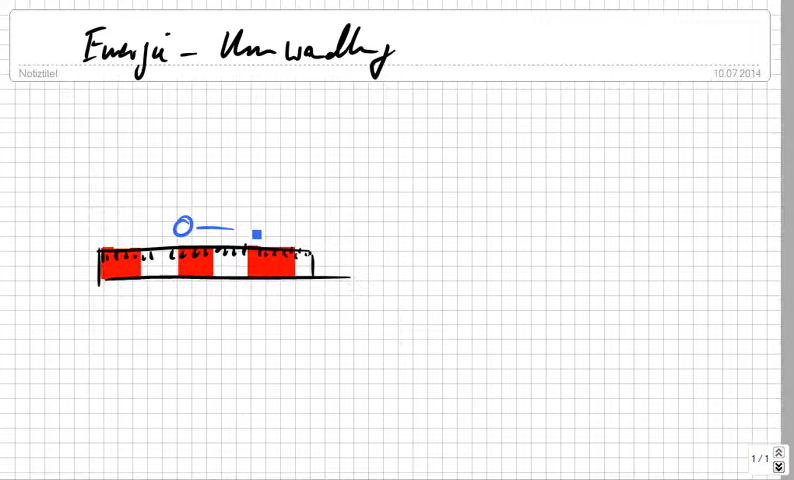 Energie - Umwandlung
Notiztitel
10.07.2014
1 / 1